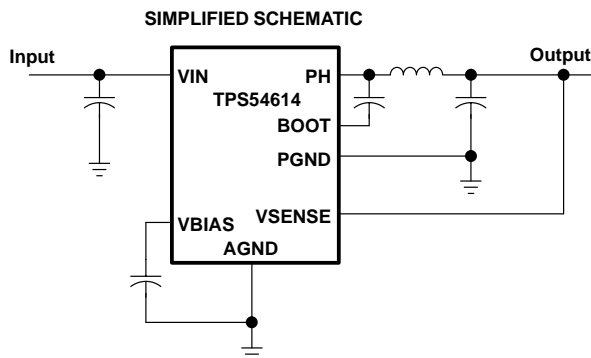 SIMPLIFIED SCHEMATIC
Input
Output
VIN
PH
TPS54614
BOOT
PGND
VBIAS
VSENSE
AGND